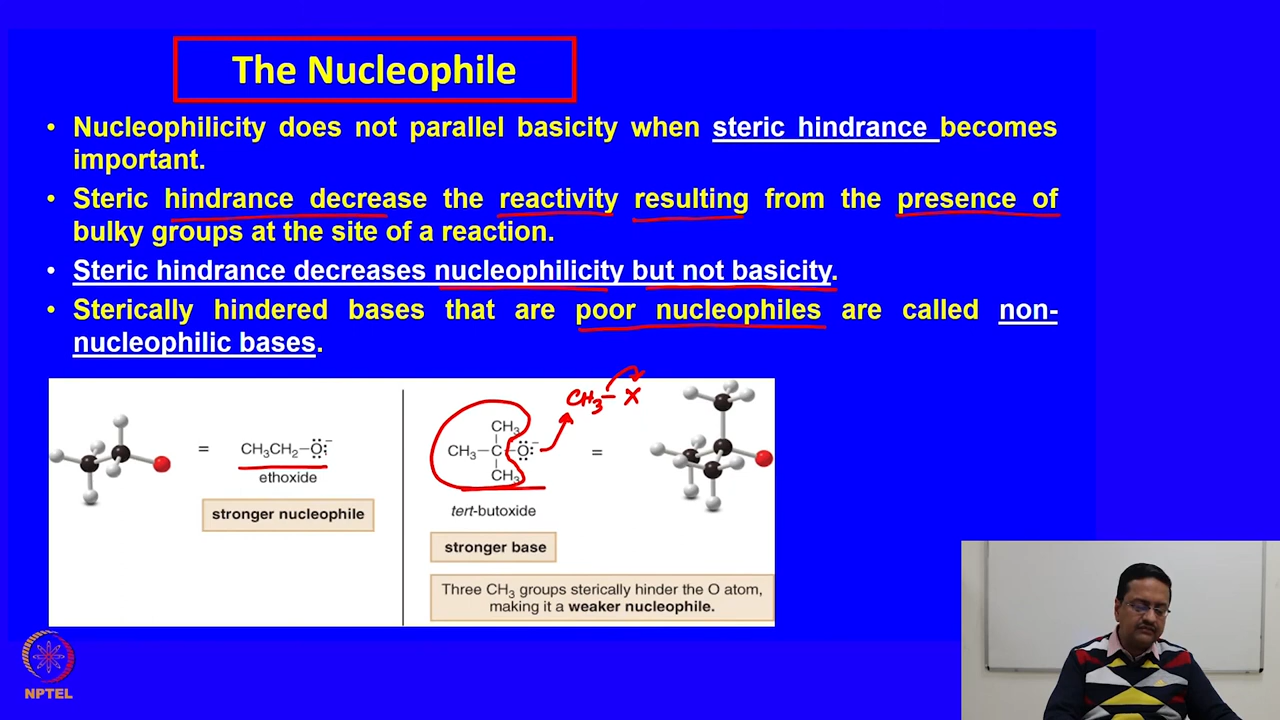 The Nucleophile
• Nucleophilicity does not parallel basicity when steric hindrance becomes
important.
• Steric hindrance decrease the reactivity resulting from the presence of
bulky groups at the site of a reaction.
• Steric hindrance decreases nucleophilicity but not basicity.
• Sterically hindered bases that are poor nucleophiles are called non-
nucleophilic bases.
CH₃–X
= CH₃CH₂–Ö:⁻
ethoxide
stronger nucleophile
CH₃
CH₃–C–Ö:⁻ =
CH₃
tert-butoxide
stronger base
Three CH₃ groups sterically hinder the O atom,
making it a weaker nucleophile.
NPTEL